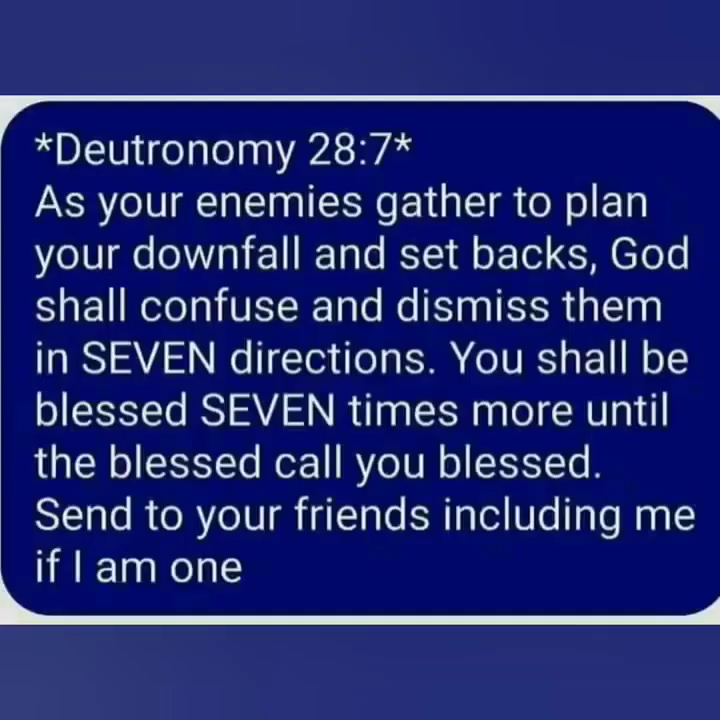 *Deutronomy 28:7*
As your enemies gather to plan
your downfall and set backs, God
shall confuse and dismiss them
in SEVEN directions. You shall be
blessed SEVEN times more until
the blessed call you blessed.
Send to your friends including me
if I am one